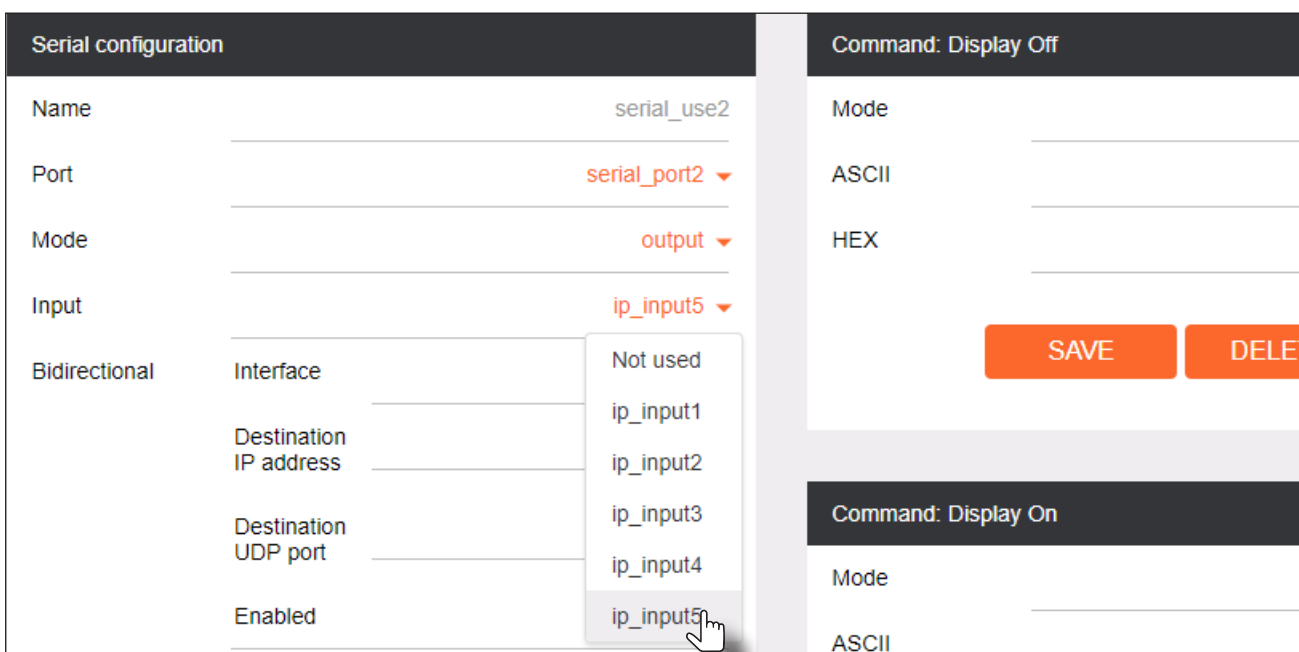 Serial configuration
Name serial_use2
Port serial_port2
Mode output
Input ip_input5
Not used
ip_input1
ip_input2
ip_input3
ip_input4
ip_input5
Bidirectional Interface
Destination
IP address
Destination
UDP port
Enabled
Command: Display Off
Mode
ASCII
HEX
SAVE DELE
Command: Display On
Mode
ASCII